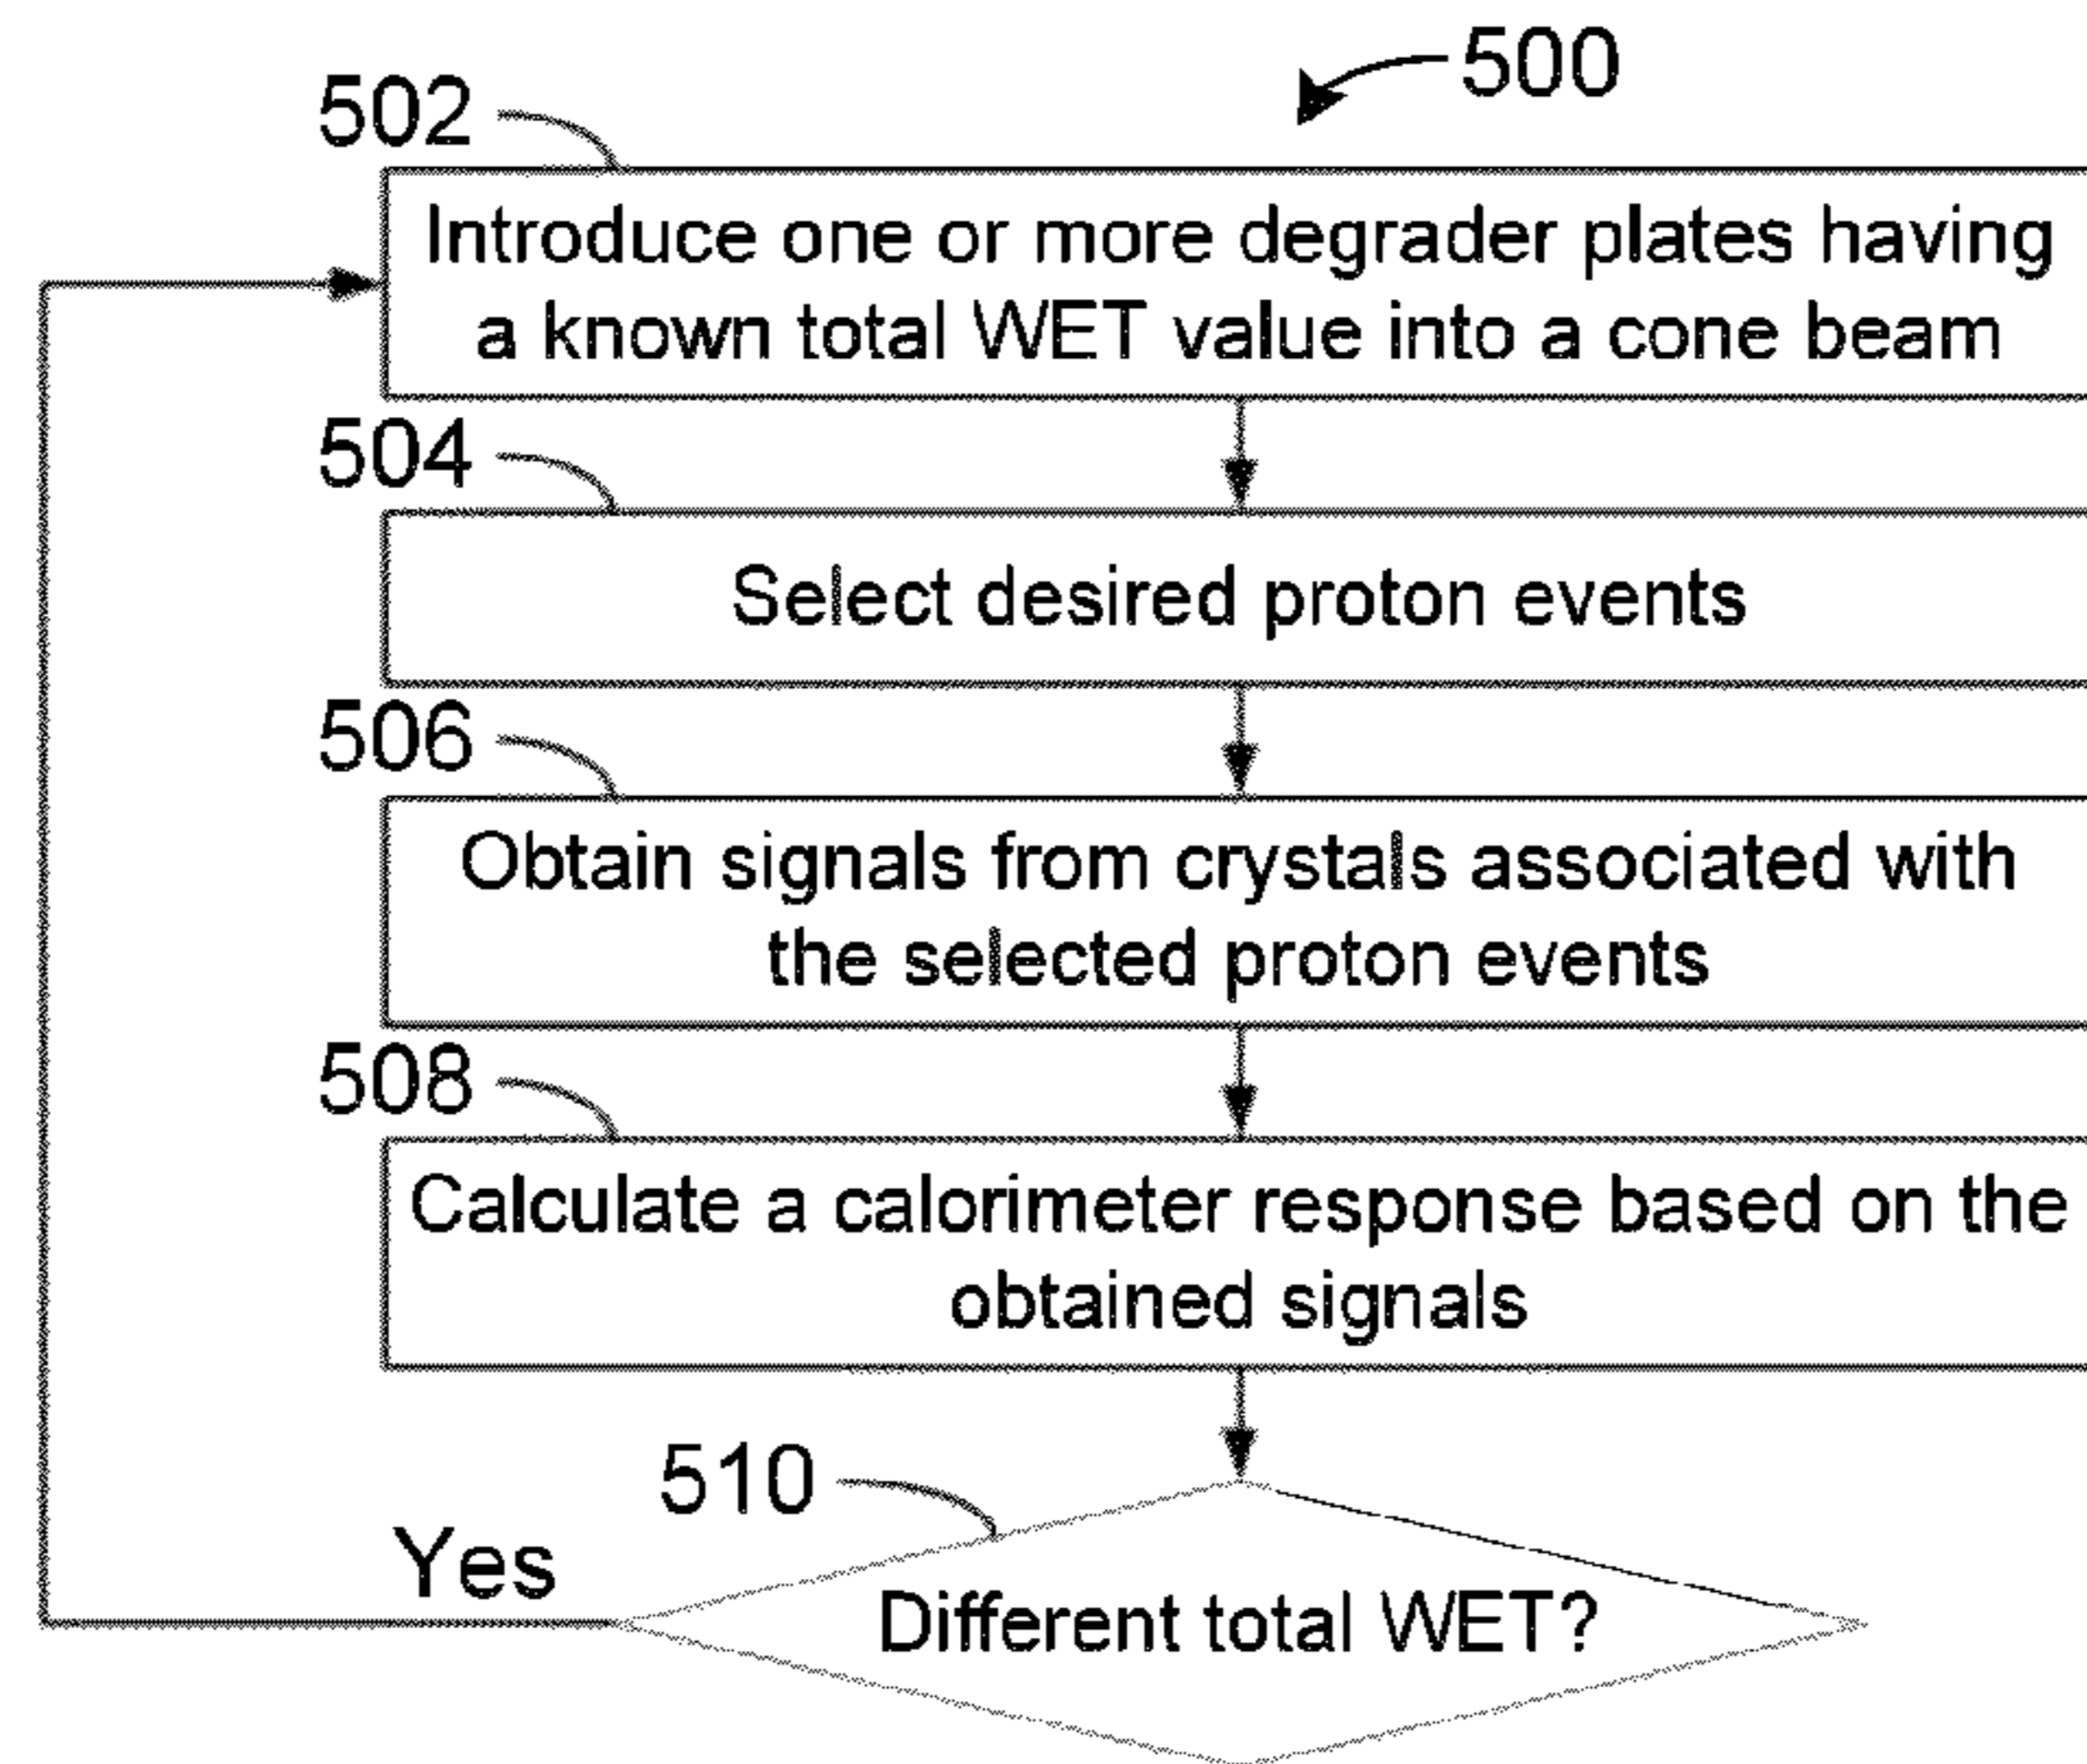 500
502
Introduce one or more degrader plates having
a known total WET value into a cone beam
504
Select desired proton events
506
Obtain signals from crystals associated with
the selected proton events
508
Calculate a calorimeter response based on the
obtained signals
510
Yes
Different total WET?